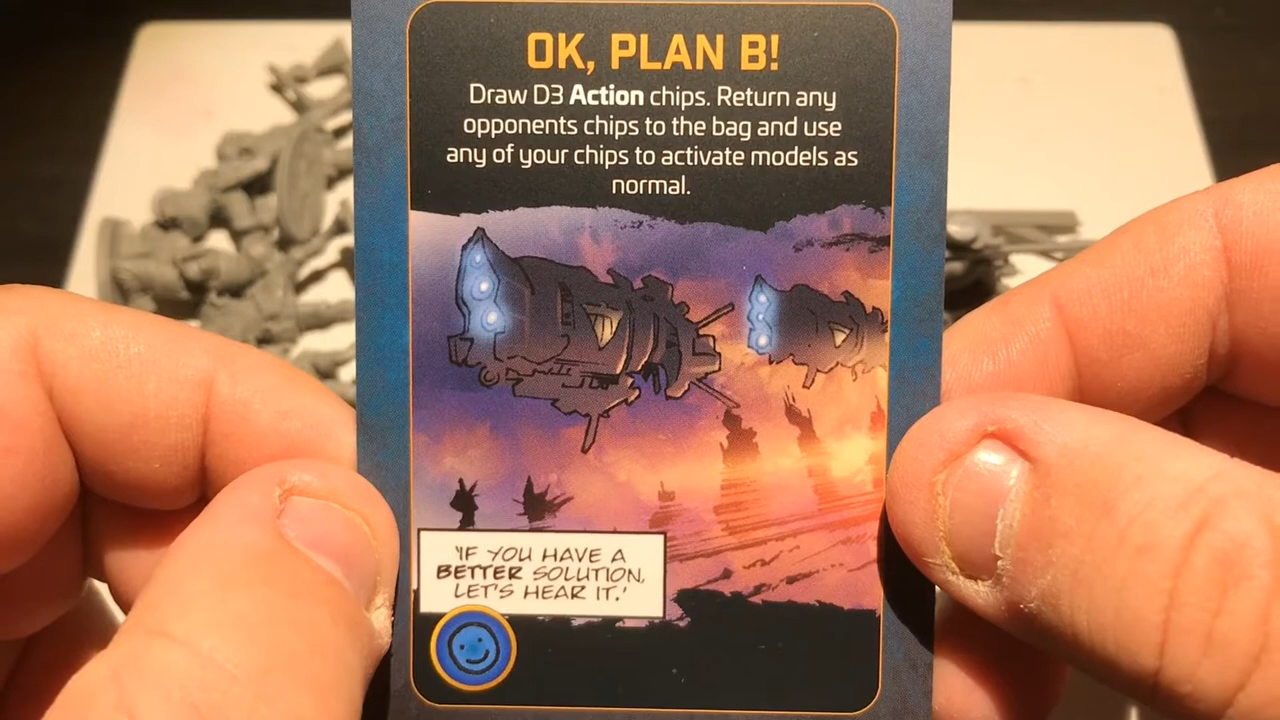 OK, PLAN B!
Draw D3 Action chips. Return any
opponents chips to the bag and use
any of your chips to activate models as
normal.
'IF YOU HAVE A
BETTER SOLUTION,
LET'S HEAR IT.'